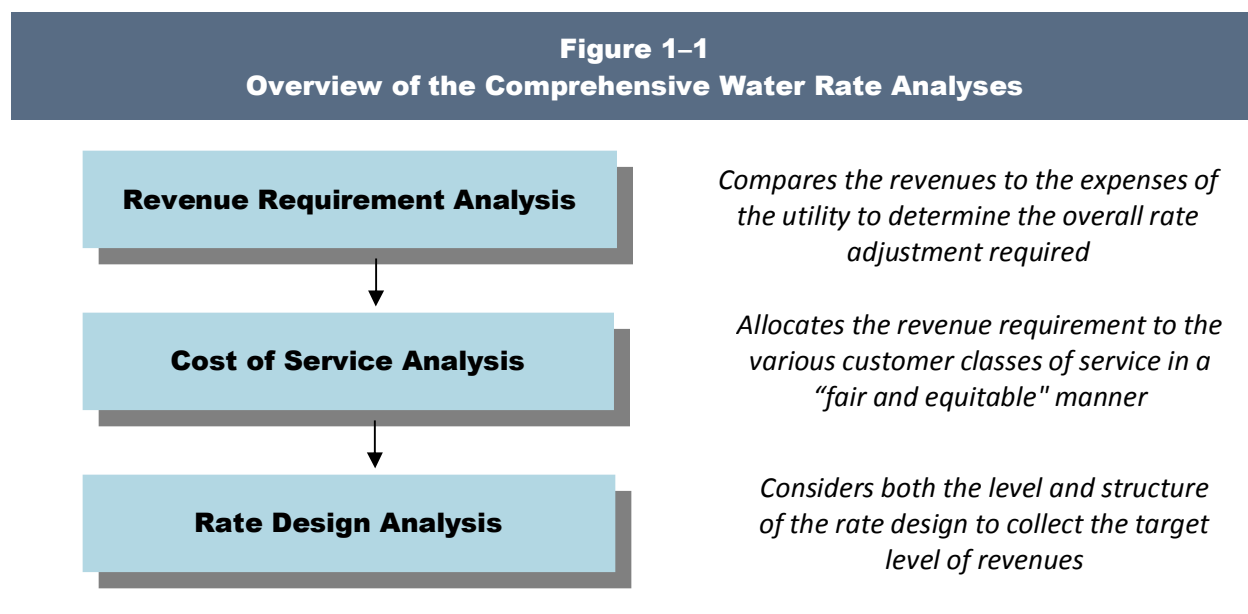 Figure 1–1
Overview of the Comprehensive Water Rate Analyses
Revenue Requirement Analysis
Compares the revenues to the expenses of
the utility to determine the overall rate
adjustment required
Cost of Service Analysis
Allocates the revenue requirement to the
various customer classes of service in a
“fair and equitable" manner
Rate Design Analysis
Considers both the level and structure
of the rate design to collect the target
level of revenues